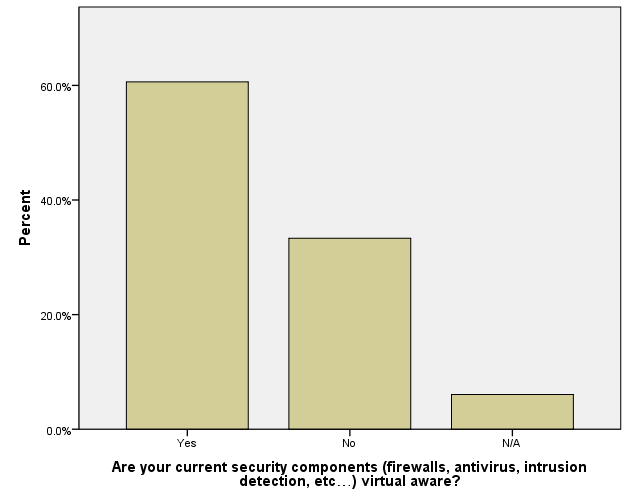 Percent
60.0%
40.0%
20.0%
0.0%
Yes
No
N/A
Are your current security components (firewalls, antivirus, intrusion
detection, etc…) virtual aware?